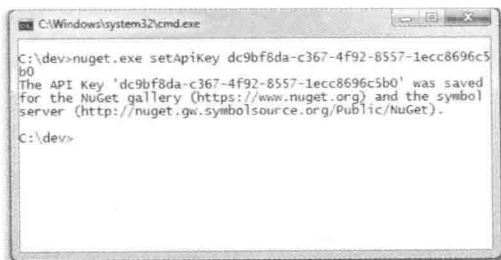 C:\Windows\system32\cmd.exe
C:\dev>nuget.exe setApiKey dc9bf8da-c367-4f92-8557-1ecc8696c5
b0
The API Key 'dc9bf8da-c367-4f92-8557-1ecc8696c5b0' was saved
for the NuGet gallery (https://www.nuget.org) and the symbol
server (http://nuget.gw.symbolsource.org/Public/NuGet).
C:\dev>